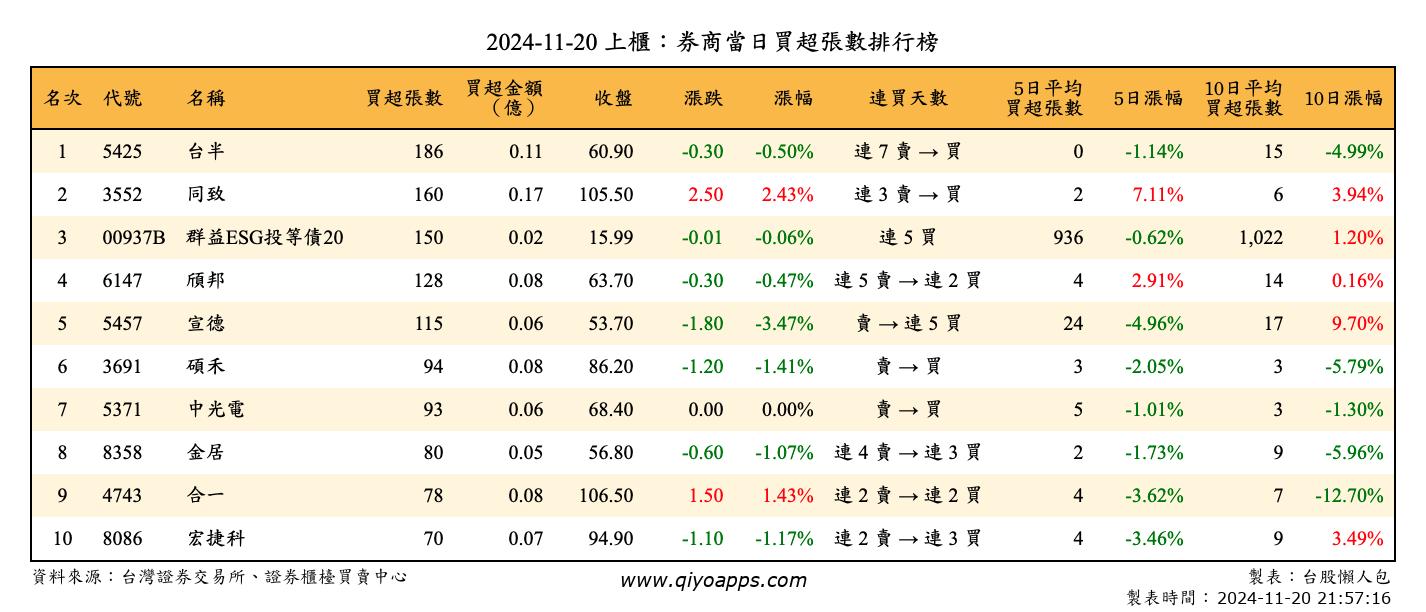 2024-11-20 上櫃：券商當日買超張數排行榜
名次 代號 名稱 買超張數 買超金額（億） 收盤 漲跌 漲幅 連買天數 5日平均買超張數 5日漲幅 10日平均買超張數 10日漲幅
1 5425 台半 186 0.11 60.90 -0.30 -0.50% 連 7 賣 → 買 0 -1.14% 15 -4.99%
2 3552 同致 160 0.17 105.50 2.50 2.43% 連 3 賣 → 買 2 7.11% 6 3.94%
3 00937B 群益ESG投等債20 150 0.02 15.99 -0.01 -0.06% 連 5 買 936 -0.62% 1,022 1.20%
4 6147 頎邦 128 0.08 63.70 -0.30 -0.47% 連 5 賣 → 連 2 買 4 2.91% 14 0.16%
5 5457 宣德 115 0.06 53.70 -1.80 -3.47% 賣 → 連 5 買 24 -4.96% 17 9.70%
6 3691 碩禾 94 0.08 86.20 -1.20 -1.41% 賣 → 買 3 -2.05% 3 -5.79%
7 5371 中光電 93 0.06 68.40 0.00 0.00% 賣 → 買 5 -1.01% 3 -1.30%
8 8358 金居 80 0.05 56.80 -0.60 -1.07% 連 4 賣 → 連 3 買 2 -1.73% 9 -5.96%
9 4743 合一 78 0.08 106.50 1.50 1.43% 連 2 賣 → 連 2 買 4 -3.62% 7 -12.70%
10 8086 宏捷科 70 0.07 94.90 -1.10 -1.17% 連 2 賣 → 連 3 買 4 -3.46% 9 3.49%
資料來源：台灣證券交易所、證券櫃檯買賣中心 www.qiyoapps.com 製表：台股懶人包
製表時間：2024-11-20 21:57:16